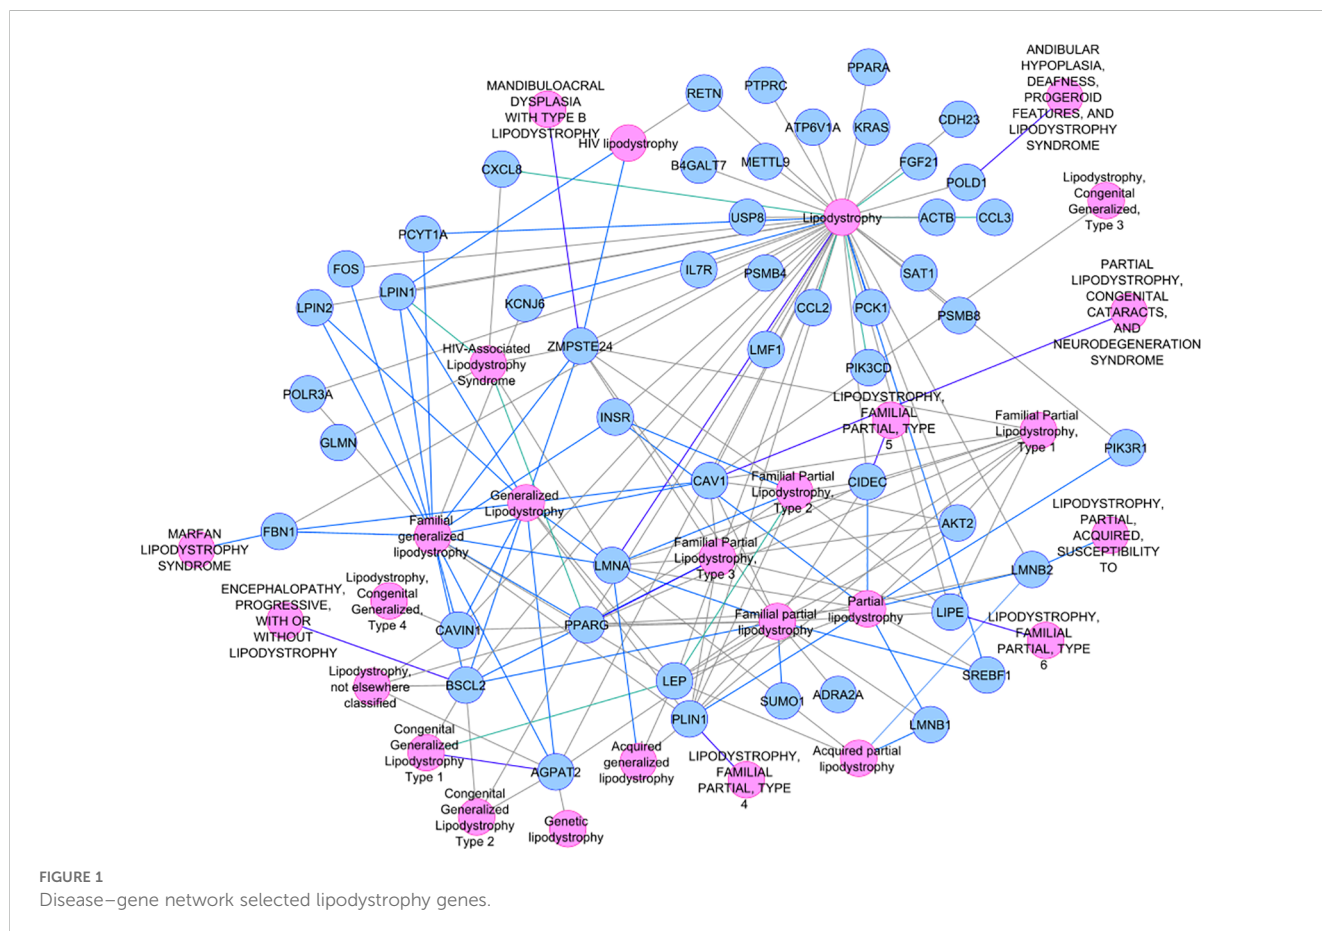 ANDIBULAR
HYPOPLASIA,
DEAFNESS,
PROGEROID
FEATURES, AND
LIPODYSTROPHY
SYNDROME
PPARA
PTPRC
RETN
MANDIBULOACRAL
DYSPLASIA
WITH TYPE B
LIPODYSTROPHY
HIV lipodystrophy
ATP6V1A
KRAS
CDH23
CXCL8
B4GALT7
METTL9
FGF21
POLD1
Lipodystrophy,
Congenital
Generalized,
Type 3
USP8
Lipodystrophy
ACTB
CCL3
PCYT1A
FOS
LPIN1
LPIN2
KCNJ6
IL7R
PSMB4
SAT1
CCL2
PCK1
PSMB8
PARTIAL
LIPODYSTROPHY,
CONGENITAL
CATARACTS,
AND
NEURODEGENERATION
SYNDROME
HIV-Associated
Lipodystrophy
Syndrome
ZMPSTE24
LMF1
PIK3CD
POLR3A
GLMN
INSR
LIPODYSTROPHY,
FAMILIAL
PARTIAL, TYPE
5
Familial Partial
Lipodystrophy,
Type 1
PIK3R1
CAV1
Familial Partial
Lipodystrophy,
Type 2
CIDEC
Generalized
Lipodystrophy
AKT2
LIPODYSTROPHY,
PARTIAL,
ACQUIRED,
SUSCEPTIBILITY
TO
FBN1
MARFAN
LIPODYSTROPHY
SYNDROME
Familial
generalized
lipodystrophy
LMNA
Familial Partial
Lipodystrophy,
Type 3
LMNB2
ENCEPHALOPATHY,
PROGRESSIVE,
WITH OR
WITHOUT
LIPODYSTROPHY
Lipodystrophy,
Congenital
Generalized,
Type 4
CAVIN1
PPARG
Familial partial
lipodystrophy
Partial
lipodystrophy
LIPE
LIPODYSTROPHY,
FAMILIAL
PARTIAL, TYPE
6
Lipodystrophy,
not elsewhere
classified
BSCL2
LEP
SREBF1
SUMO1
ADRA2A
PLIN1
LMNB1
Congenital
Generalized
Lipodystrophy
Type 1
AGPAT2
Acquired
generalized
lipodystrophy
LIPODYSTROPHY,
FAMILIAL
PARTIAL, TYPE
4
Acquired partial
lipodystrophy
Congenital
Generalized
Lipodystrophy
Type 2
Genetic
lipodystrophy
FIGURE 1
Disease–gene network selected lipodystrophy genes.